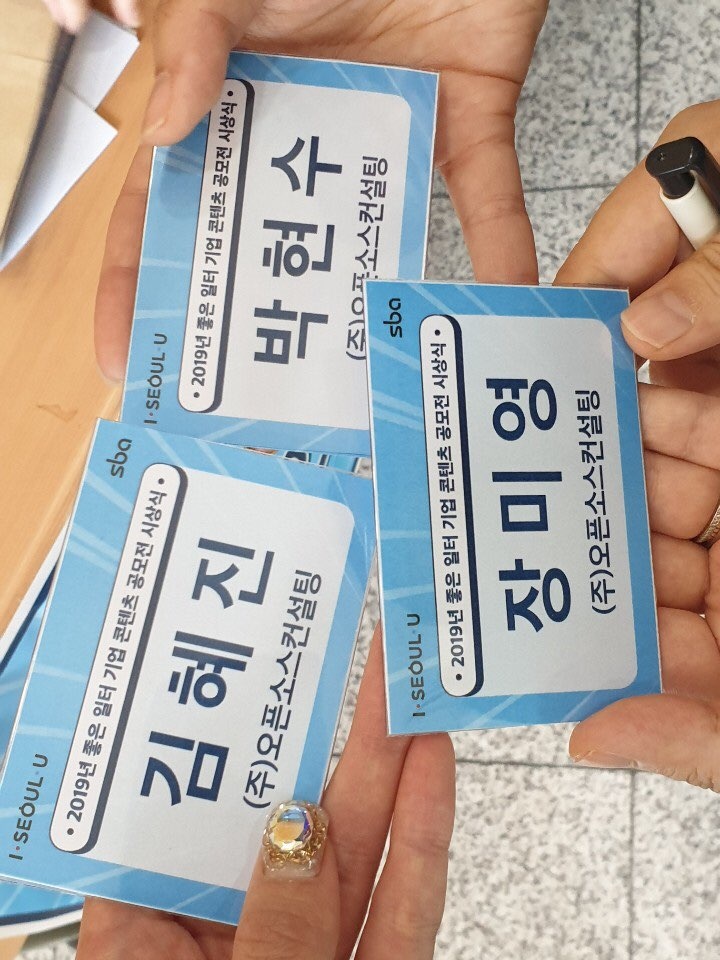 I·SEOUL·U
• 2019년 좋은 일터 기업 콘텐츠 공모전 시상식 •
박현수
(주)오픈소스컨설팅
I·SEOUL·U sba
• 2019년 좋은 일터 기업 콘텐츠 공모전 시상식 •
김혜진
(주)오픈소스컨설팅
I·SEOUL·U sba
• 2019년 좋은 일터 기업 콘텐츠 공모전 시상식 •
장미영
(주)오픈소스컨설팅